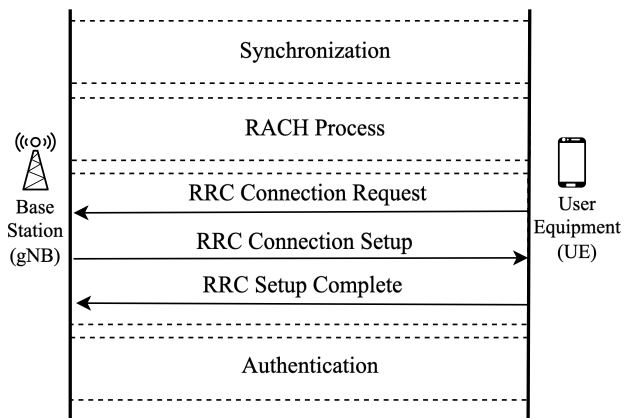 Synchronization
RACH Process
RRC Connection Request
RRC Connection Setup
RRC Setup Complete
Authentication
Base
Station
(gNB)
User
Equipment
(UE)